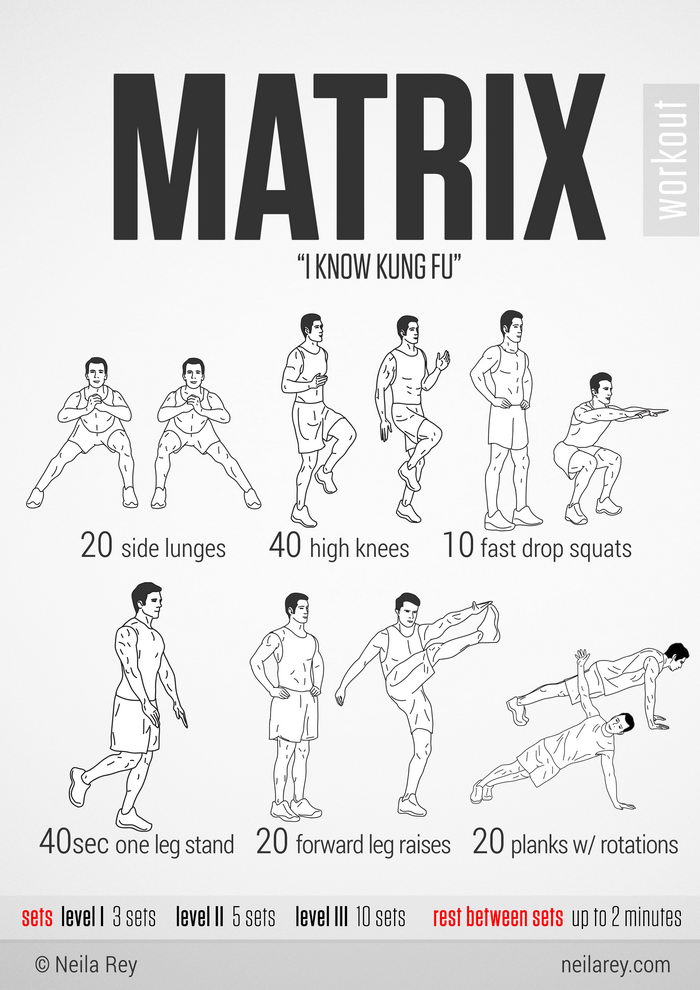 MATRIX
workout
“I KNOW KUNG FU”
20 side lunges
40 high knees
10 fast drop squats
40sec one leg stand
20 forward leg raises
20 planks w/ rotations
sets level I 3 sets level II 5 sets level III 10 sets rest between sets up to 2 minutes
© Neila Rey
neilarey.com